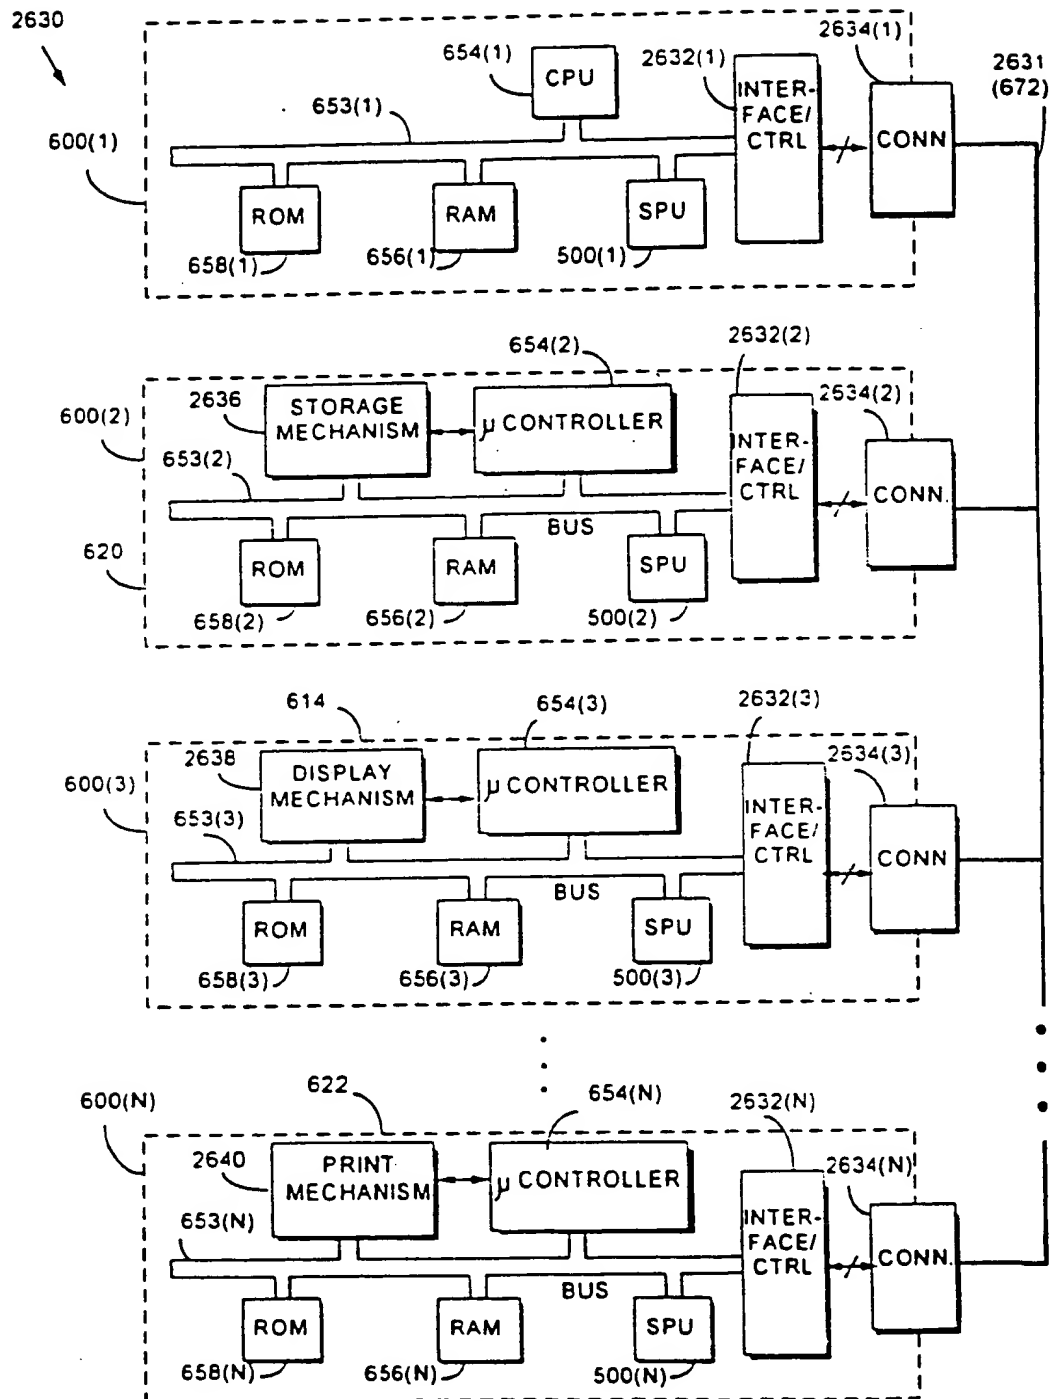 2630
600(1)
653(1)
654(1)
CPU
2632(1)
INTER-
FACE/
CTRL
2634(1)
CONN
2631
(672)
ROM
658(1)
RAM
656(1)
SPU
500(1)
600(2)
2636
STORAGE
MECHANISM
654(2)
μ CONTROLLER
2632(2)
INTER-
FACE/
CTRL
2634(2)
CONN.
653(2)
BUS
620
ROM
658(2)
RAM
656(2)
SPU
500(2)
614
600(3)
2638
DISPLAY
MECHANISM
654(3)
μ CONTROLLER
2632(3)
INTER-
FACE/
CTRL
2634(3)
CONN
653(3)
BUS
ROM
658(3)
RAM
656(3)
SPU
500(3)
622
600(N)
2640
PRINT
MECHANISM
654(N)
μ CONTROLLER
2632(N)
INTER-
FACE/
CTRL
2634(N)
CONN.
653(N)
BUS
ROM
658(N)
RAM
656(N)
SPU
500(N)